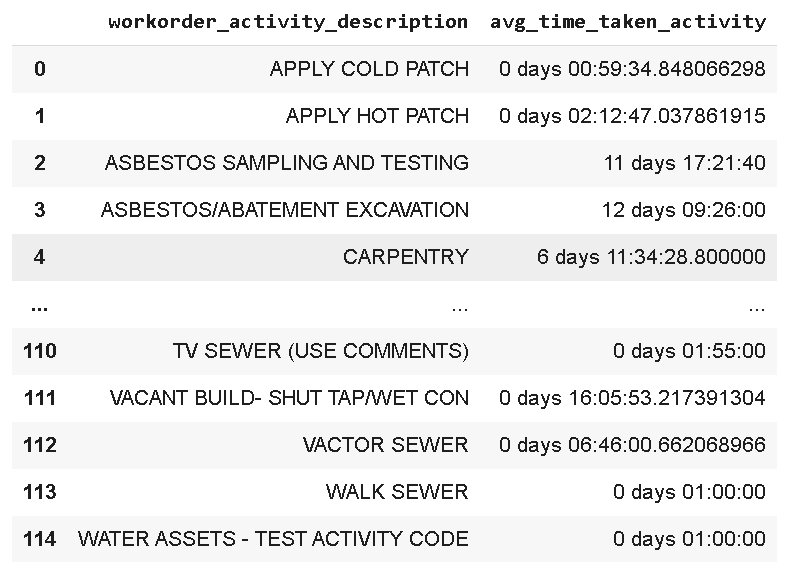 workorder_activity_description avg_time_taken_activity
0 APPLY COLD PATCH 0 days 00:59:34.848066298
1 APPLY HOT PATCH 0 days 02:12:47.037861915
2 ASBESTOS SAMPLING AND TESTING 11 days 17:21:40
3 ASBESTOS/ABATEMENT EXCAVATION 12 days 09:26:00
4 CARPENTRY 6 days 11:34:28.800000
... ... ...
110 TV SEWER (USE COMMENTS) 0 days 01:55:00
111 VACANT BUILD- SHUT TAP/WET CON 0 days 16:05:53.217391304
112 VACTOR SEWER 0 days 06:46:00.662068966
113 WALK SEWER 0 days 01:00:00
114 WATER ASSETS - TEST ACTIVITY CODE 0 days 01:00:00